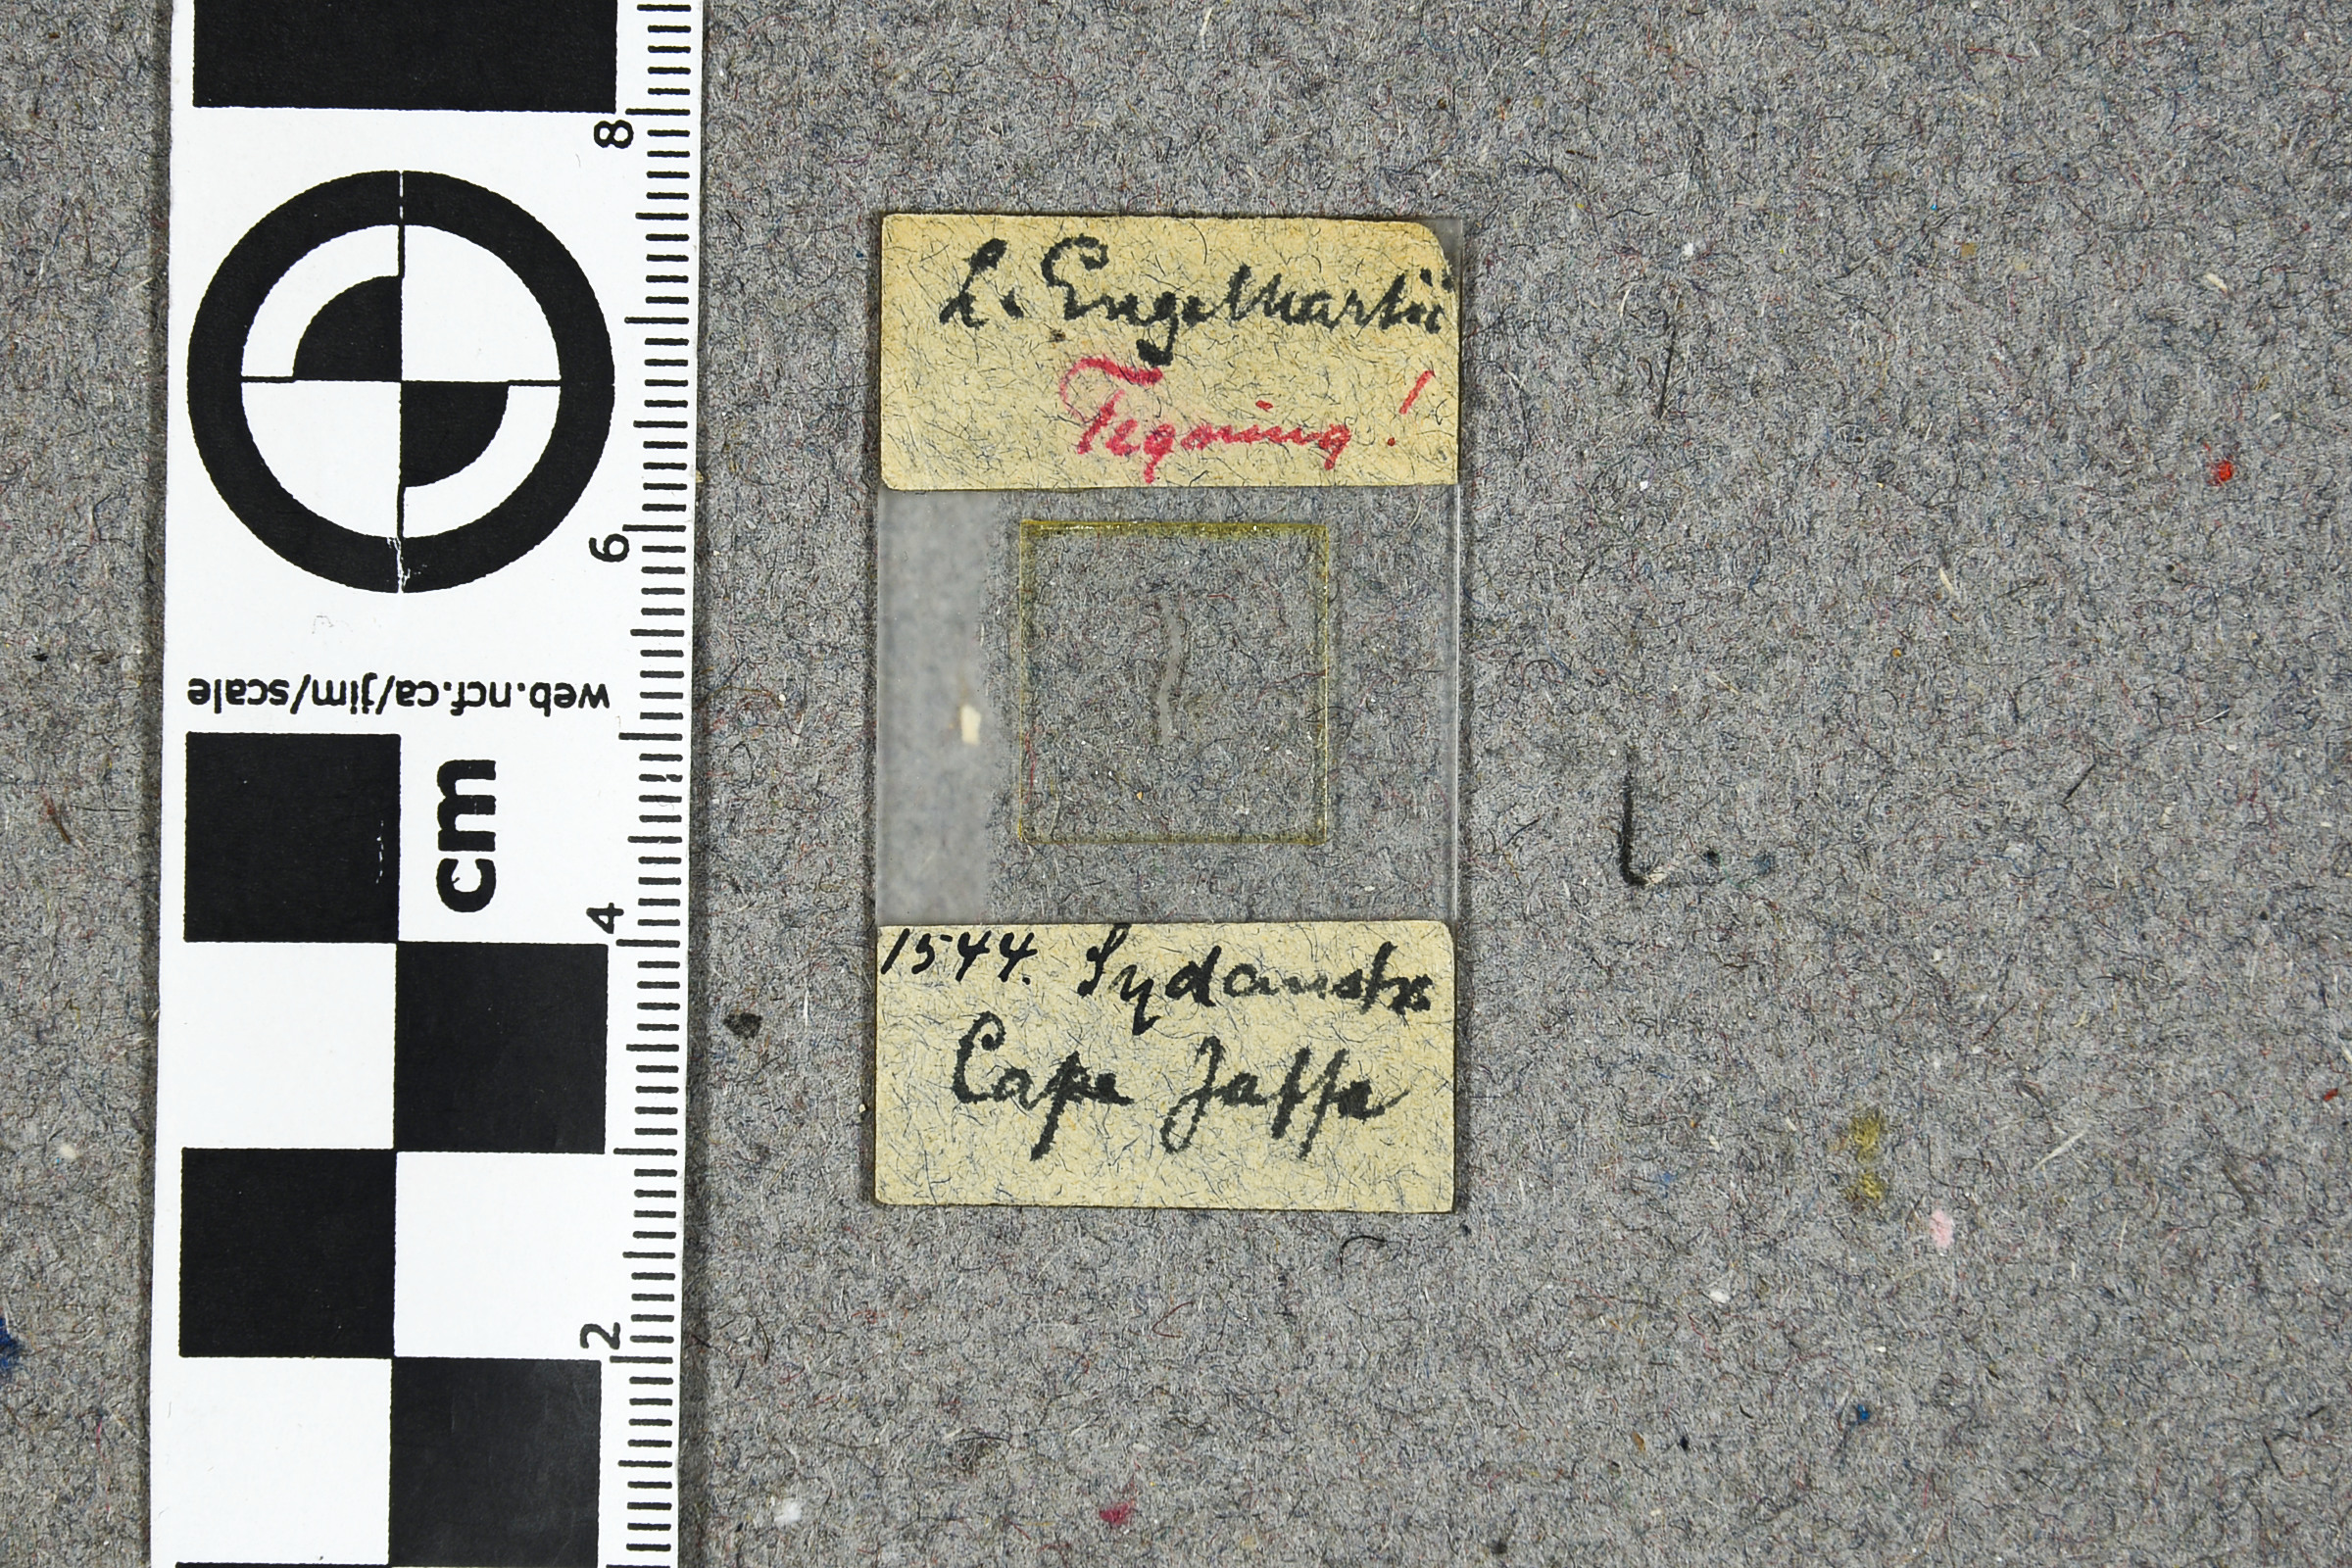 L. Engelhartii
Tegning!
1544. Sydaustr
Cape Jaffa
8
6
web.ncf.ca/jim/scale
cm
4
2